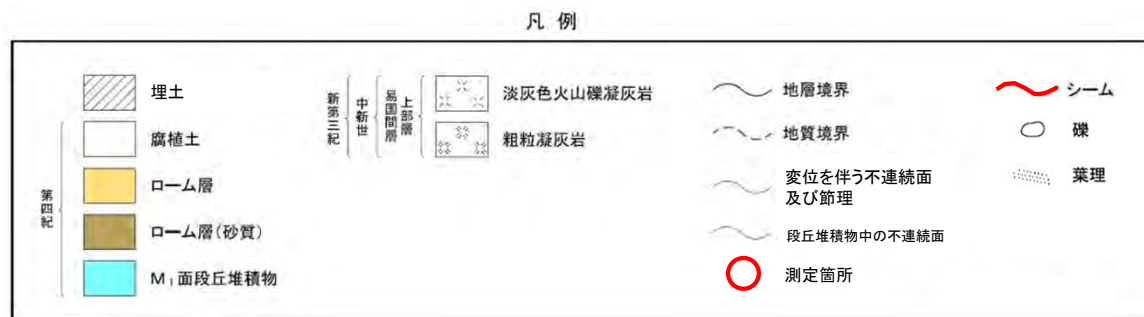 凡 例
第四紀
埋土
腐植土
ローム層
ローム層(砂質)
M₁面段丘堆積物
新第三紀
中新世
易国間層
上部層
淡灰色火山礫凝灰岩
粗粒凝灰岩
地層境界
地質境界
変位を伴う不連続面
及び節理
段丘堆積物中の不連続面
測定箇所
シーム
礫
葉理